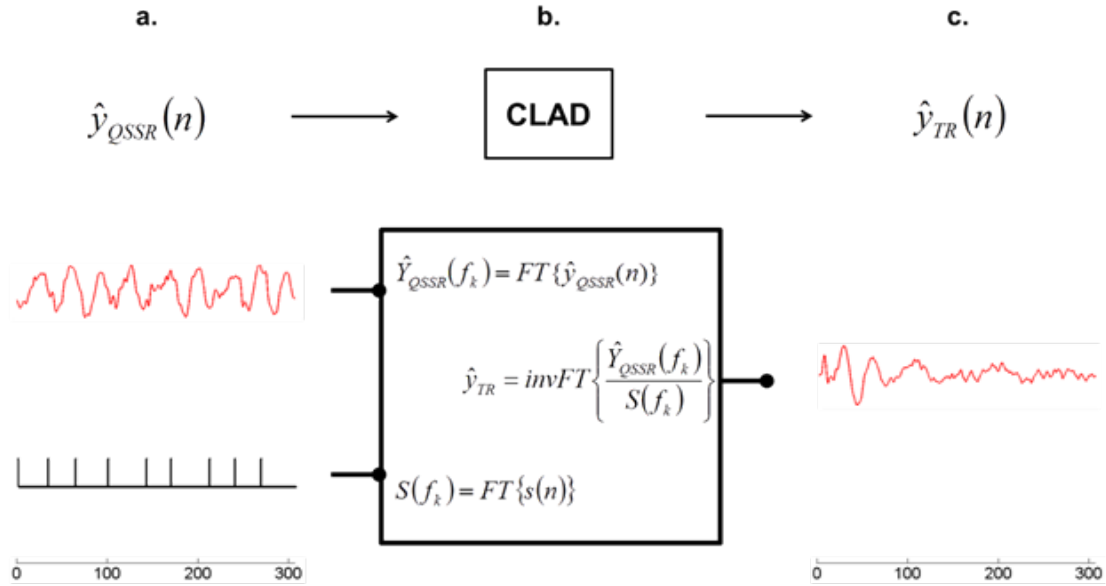 a. b. c.
ŷ_QSSR(n) CLAD ŷ_TR(n)
Ŷ_QSSR(f_k) = FT{ŷ_QSSR(n)}
ŷ_TR = invFT{Ŷ_QSSR(f_k) / S(f_k)}
S(f_k) = FT{s(n)}
0 100 200 300 0 100 200 300